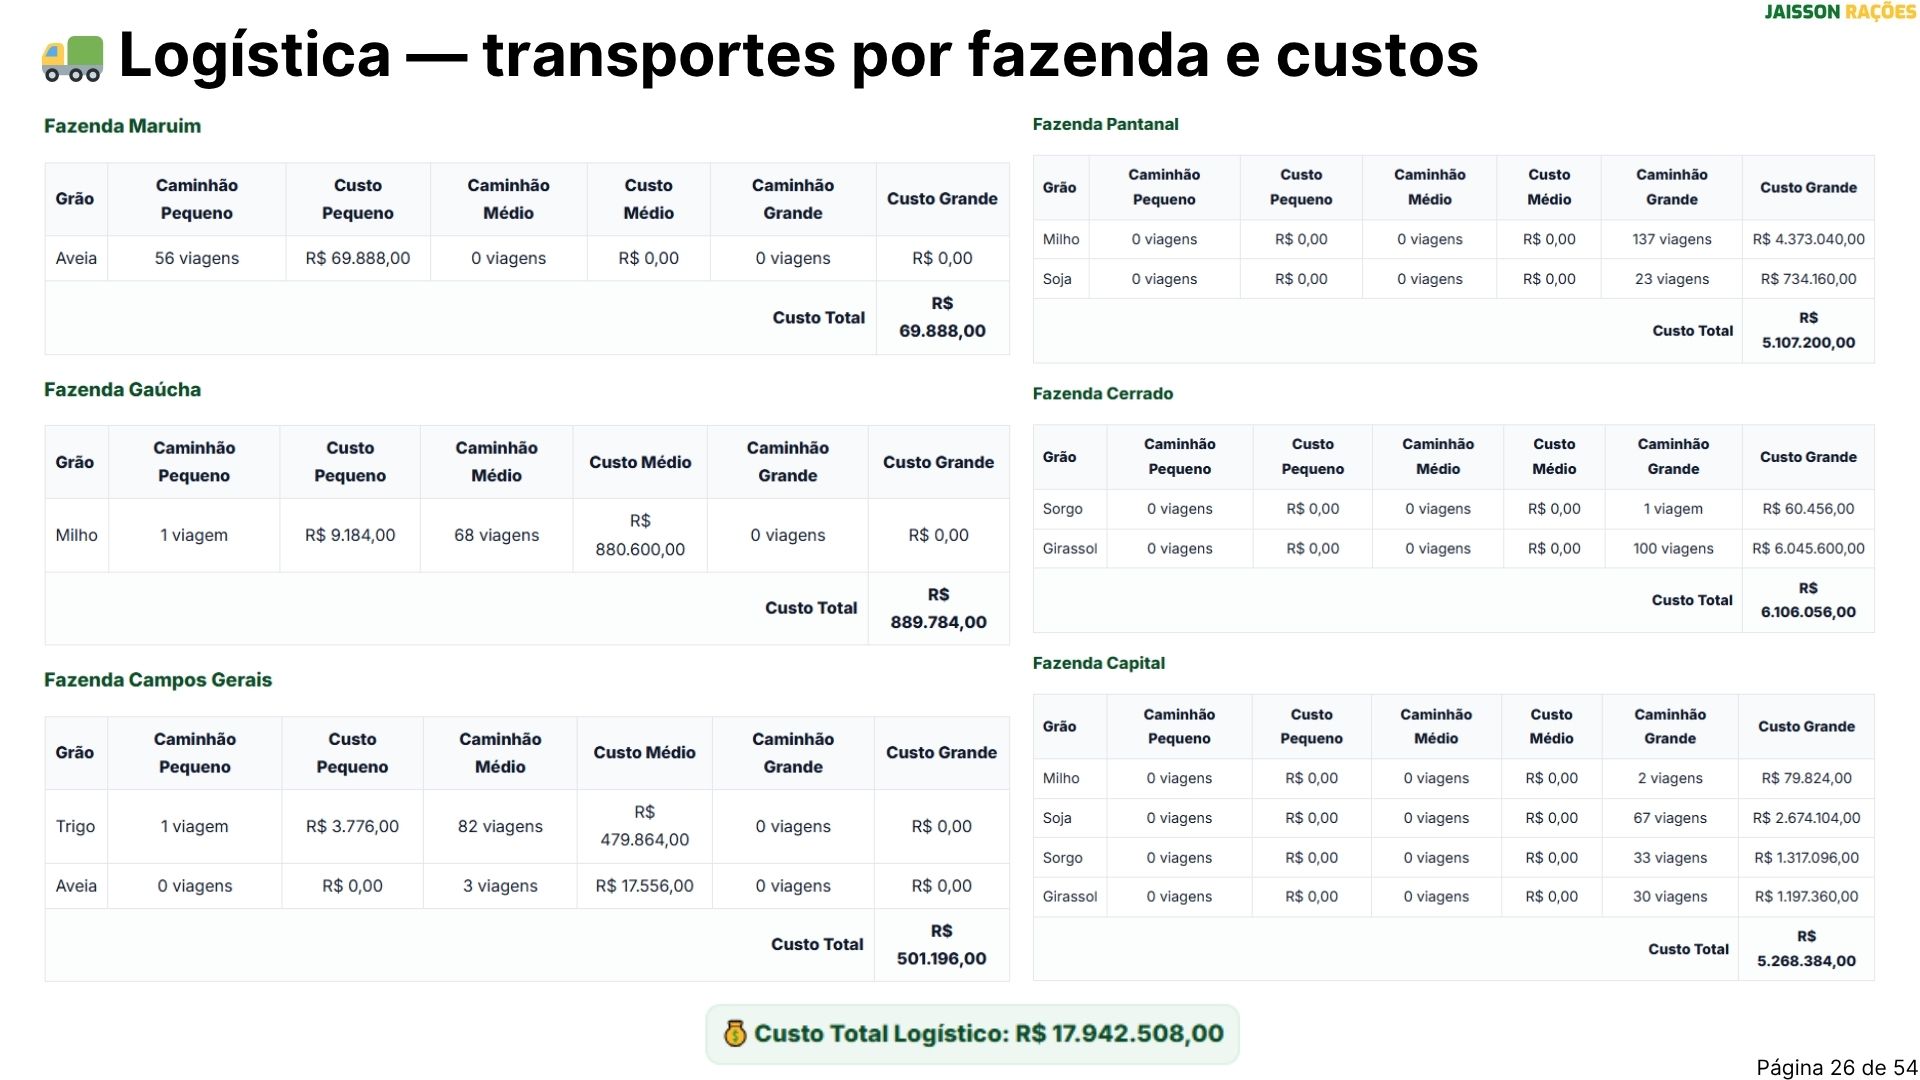 JAISSON RAÇÕES
Logística — transportes por fazenda e custos
Fazenda Maruim
Grão Caminhão Pequeno Custo Pequeno Caminhão Médio Custo Médio Caminhão Grande Custo Grande
Aveia 56 viagens R$ 69.888,00 0 viagens R$ 0,00 0 viagens R$ 0,00
Custo Total R$ 69.888,00
Fazenda Gaúcha
Grão Caminhão Pequeno Custo Pequeno Caminhão Médio Custo Médio Caminhão Grande Custo Grande
Milho 1 viagem R$ 9.184,00 68 viagens R$ 880.600,00 0 viagens R$ 0,00
Custo Total R$ 889.784,00
Fazenda Campos Gerais
Grão Caminhão Pequeno Custo Pequeno Caminhão Médio Custo Médio Caminhão Grande Custo Grande
Trigo 1 viagem R$ 3.776,00 82 viagens R$ 479.864,00 0 viagens R$ 0,00
Aveia 0 viagens R$ 0,00 3 viagens R$ 17.556,00 0 viagens R$ 0,00
Custo Total R$ 501.196,00
Fazenda Pantanal
Grão Caminhão Pequeno Custo Pequeno Caminhão Médio Custo Médio Caminhão Grande Custo Grande
Milho 0 viagens R$ 0,00 0 viagens R$ 0,00 137 viagens R$ 4.373.040,00
Soja 0 viagens R$ 0,00 0 viagens R$ 0,00 23 viagens R$ 734.160,00
Custo Total R$ 5.107.200,00
Fazenda Cerrado
Grão Caminhão Pequeno Custo Pequeno Caminhão Médio Custo Médio Caminhão Grande Custo Grande
Sorgo 0 viagens R$ 0,00 0 viagens R$ 0,00 1 viagem R$ 60.456,00
Girassol 0 viagens R$ 0,00 0 viagens R$ 0,00 100 viagens R$ 6.045.600,00
Custo Total R$ 6.106.056,00
Fazenda Capital
Grão Caminhão Pequeno Custo Pequeno Caminhão Médio Custo Médio Caminhão Grande Custo Grande
Milho 0 viagens R$ 0,00 0 viagens R$ 0,00 2 viagens R$ 79.824,00
Soja 0 viagens R$ 0,00 0 viagens R$ 0,00 67 viagens R$ 2.674.104,00
Sorgo 0 viagens R$ 0,00 0 viagens R$ 0,00 33 viagens R$ 1.317.096,00
Girassol 0 viagens R$ 0,00 0 viagens R$ 0,00 30 viagens R$ 1.197.360,00
Custo Total R$ 5.268.384,00
Custo Total Logístico: R$ 17.942.508,00
Página 26 de 54